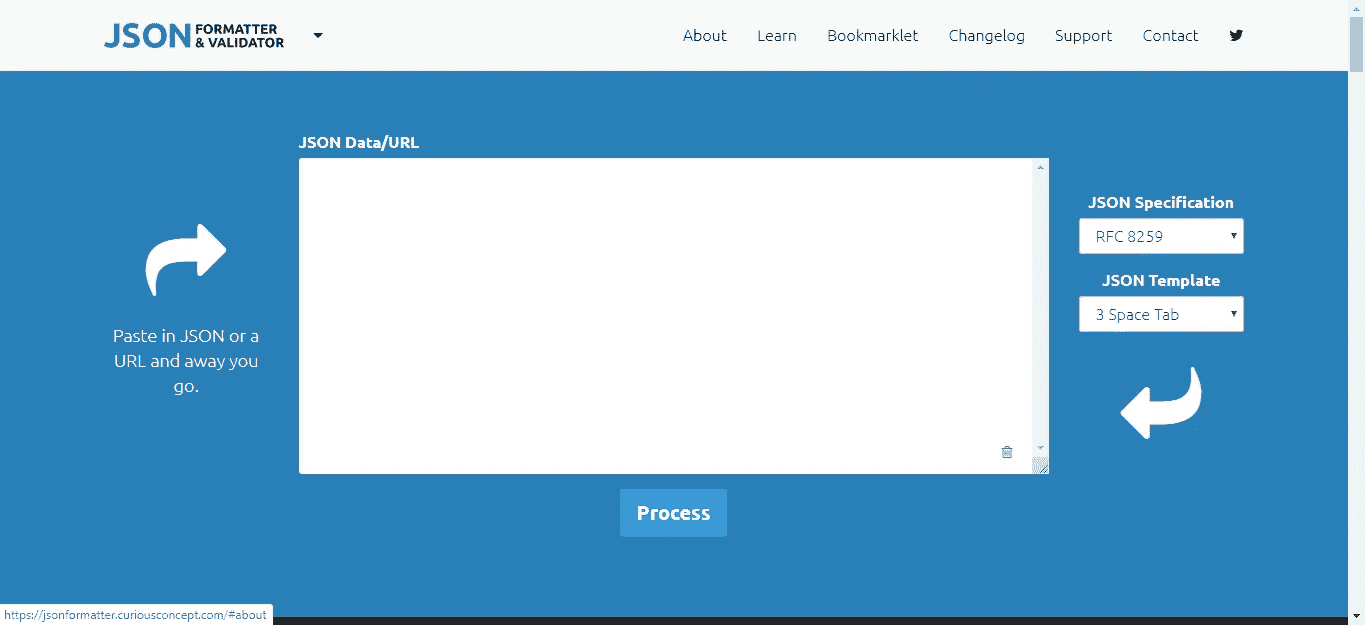 JSON FORMATTER & VALIDATOR
About Learn Bookmarklet Changelog Support Contact
JSON Data/URL
JSON Specification
RFC 8259
JSON Template
3 Space Tab
Paste in JSON or a
URL and away you
go.
Process
https://jsonformatter.curiousconcept.com/#about